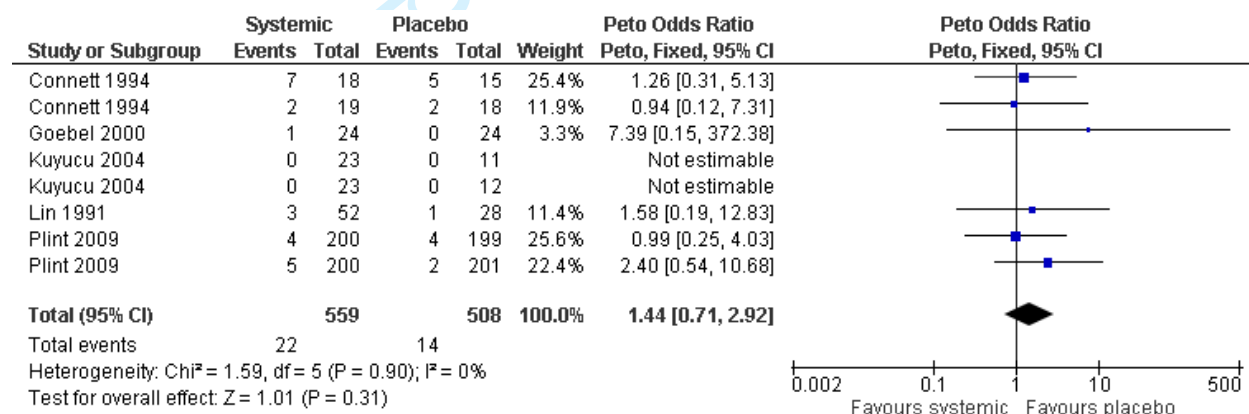 Systemic Placebo Peto Odds Ratio Peto Odds Ratio
Study or Subgroup Events Total Events Total Weight Peto, Fixed, 95% CI Peto, Fixed, 95% CI
Connett 1994 7 18 5 15 25.4% 1.26 [0.31, 5.13]
Connett 1994 2 19 2 18 11.9% 0.94 [0.12, 7.31]
Goebel 2000 1 24 0 24 3.3% 7.39 [0.15, 372.38]
Kuyucu 2004 0 23 0 11 Not estimable
Kuyucu 2004 0 23 0 12 Not estimable
Lin 1991 3 52 1 28 11.4% 1.58 [0.19, 12.83]
Plint 2009 4 200 4 199 25.6% 0.99 [0.25, 4.03]
Plint 2009 5 200 2 201 22.4% 2.40 [0.54, 10.68]
Total (95% CI) 559 508 100.0% 1.44 [0.71, 2.92]
Total events 22 14
Heterogeneity: Chi² = 1.59, df = 5 (P = 0.90); I² = 0%
Test for overall effect: Z = 1.01 (P = 0.31)
0.002 0.1 1 10 500
Favours systemic Favours placebo